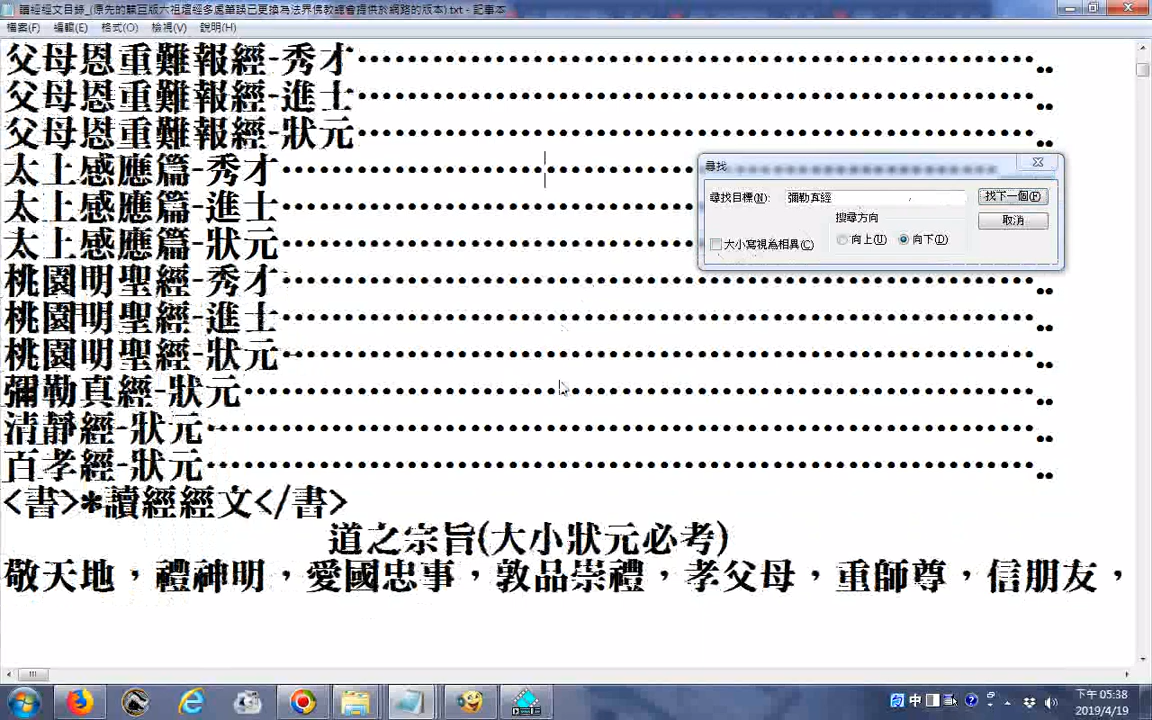 讀經經文目錄_(原先的蘇亞版六祖壇經多處筆誤已更換為法界佛教總會提供於網路的版本).txt - 記事本
檔案(F) 編輯(E) 格式(O) 檢視(V) 說明(H)
父母恩重難報經-秀才
父母恩重難報經-進士
父母恩重難報經-狀元
太上感應篇-秀才
太上感應篇-進士
太上感應篇-狀元
桃園明聖經-秀才
桃園明聖經-進士
桃園明聖經-狀元
彌勒真經-狀元
清靜經-狀元
百孝經-狀元
<書>*讀經經文</書>
道之宗旨(大小狀元必考)
敬天地，禮神明，愛國忠事，敦品崇禮，孝父母，重師尊，信朋友，
尋找
尋找目標(N): 彌勒真經 找下一個(F)
搜尋方向 取消
大小寫視為相異(C) 向上(U) 向下(D)
中
下午 05:38
2019/4/19